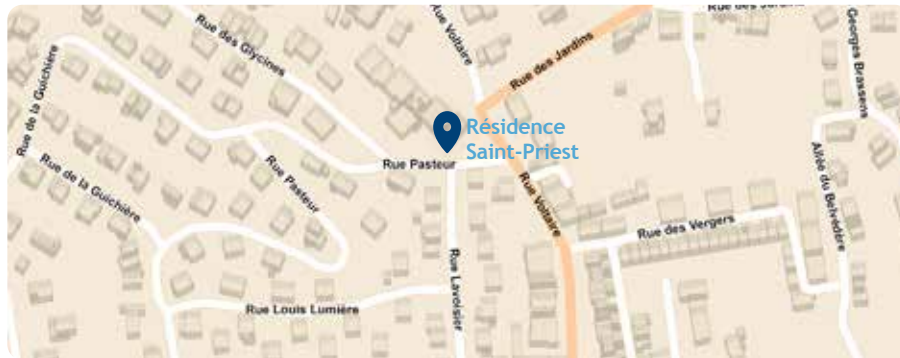 Rue des Jardins
Rue Voltaire
Rue des Glycines
Georges Brassens
Rue des Jardins
Rue de la Guichière
Résidence
Saint-Priest
Rue Pasteur
Rue de la Guichière
Rue Pasteur
Rue Voltaire
Allée du Belvédère
Rue des Vergers
Rue Lavoisier
Rue Louis Lumière